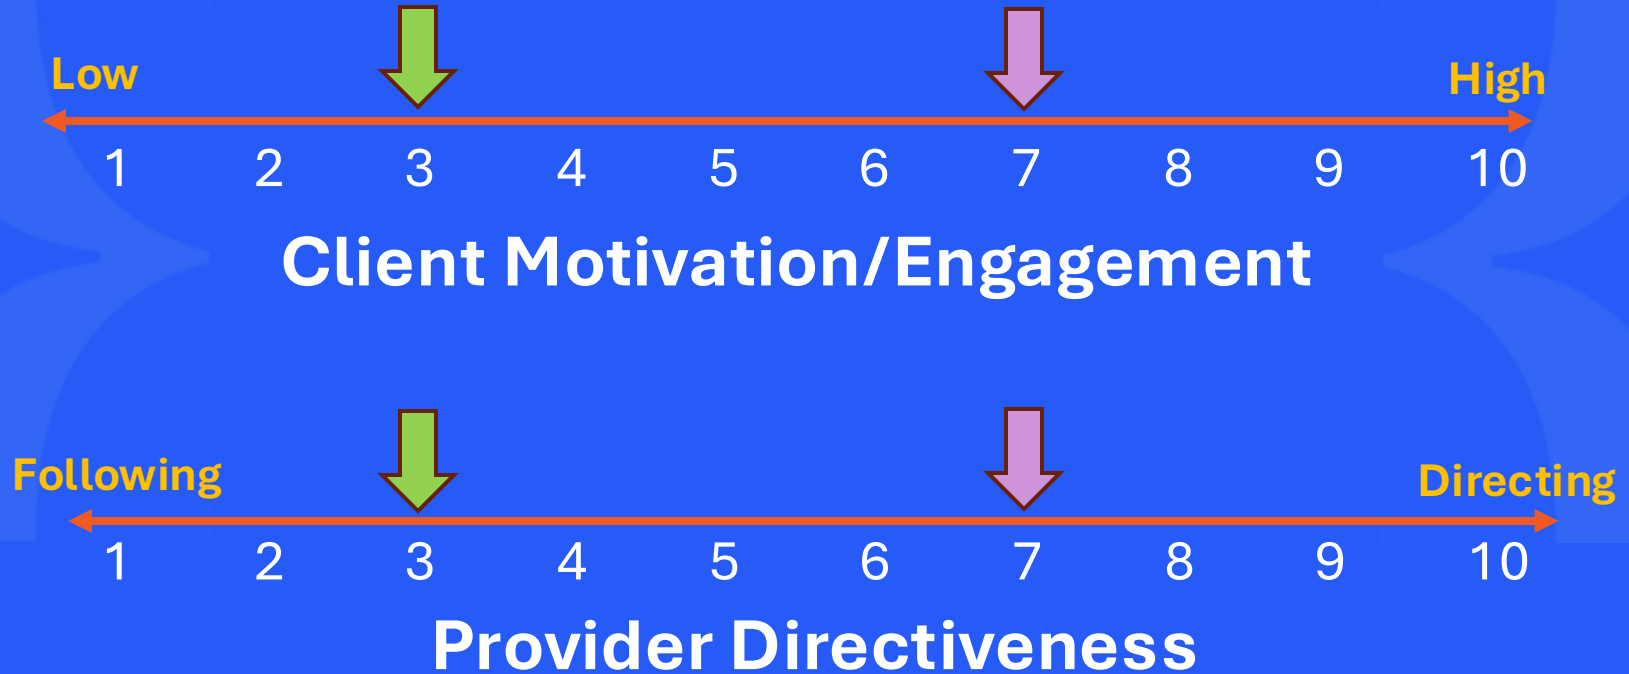 Low High
1 2 3 4 5 6 7 8 9 10
Client Motivation/Engagement
Following Directing
1 2 3 4 5 6 7 8 9 10
Provider Directiveness